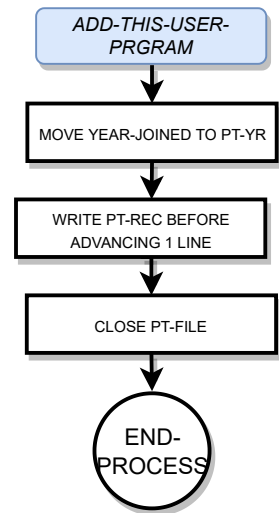 ADD-THIS-USER-
PRGRAM
MOVE YEAR-JOINED TO PT-YR
WRITE PT-REC BEFORE
ADVANCING 1 LINE
CLOSE PT-FILE
END-
PROCESS